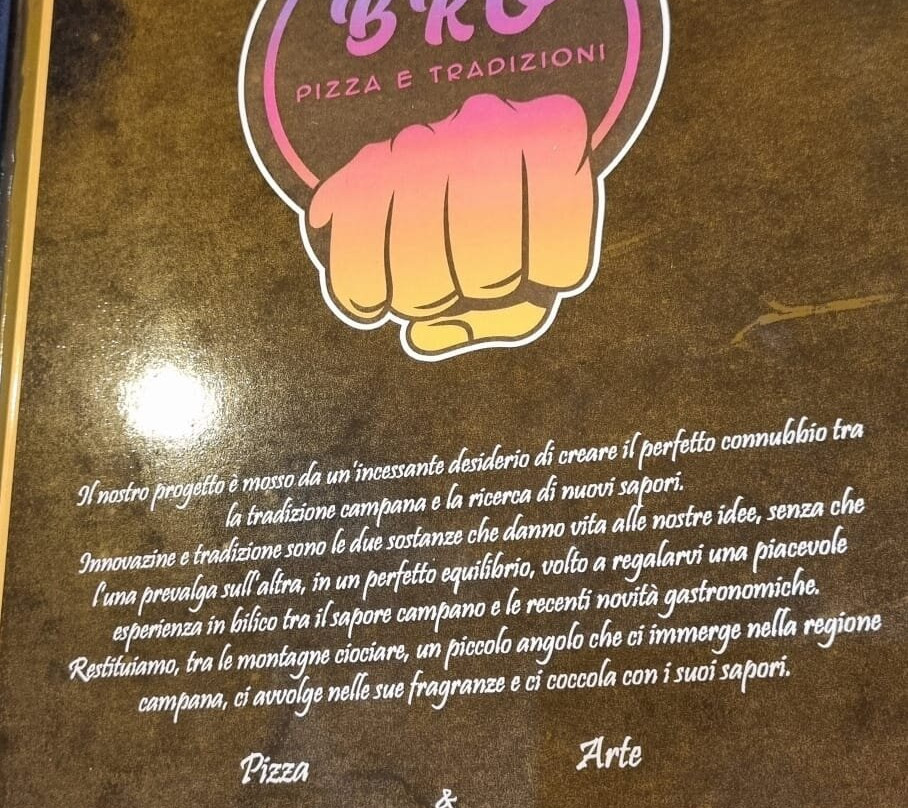 BRO
PIZZA E TRADIZIONI
Il nostro progetto è mosso da un'incessante desiderio di creare il perfetto connubbio tra
la tradizione campana e la ricerca di nuovi sapori.
Innovazine e tradizione sono le due sostanze che danno vita alle nostre idee, senza che
l'una prevalga sull'altra, in un perfetto equilibrio, volto a regalarvi una piacevole
esperienza in bilico tra il sapore campano e le recenti novità gastronomiche.
Restituiamo, tra le montagne ciociare, un piccolo angolo che ci immerge nella regione
campana, ci avvolge nelle sue fragranze e ci coccola con i suoi sapori.
Pizza
&
Arte